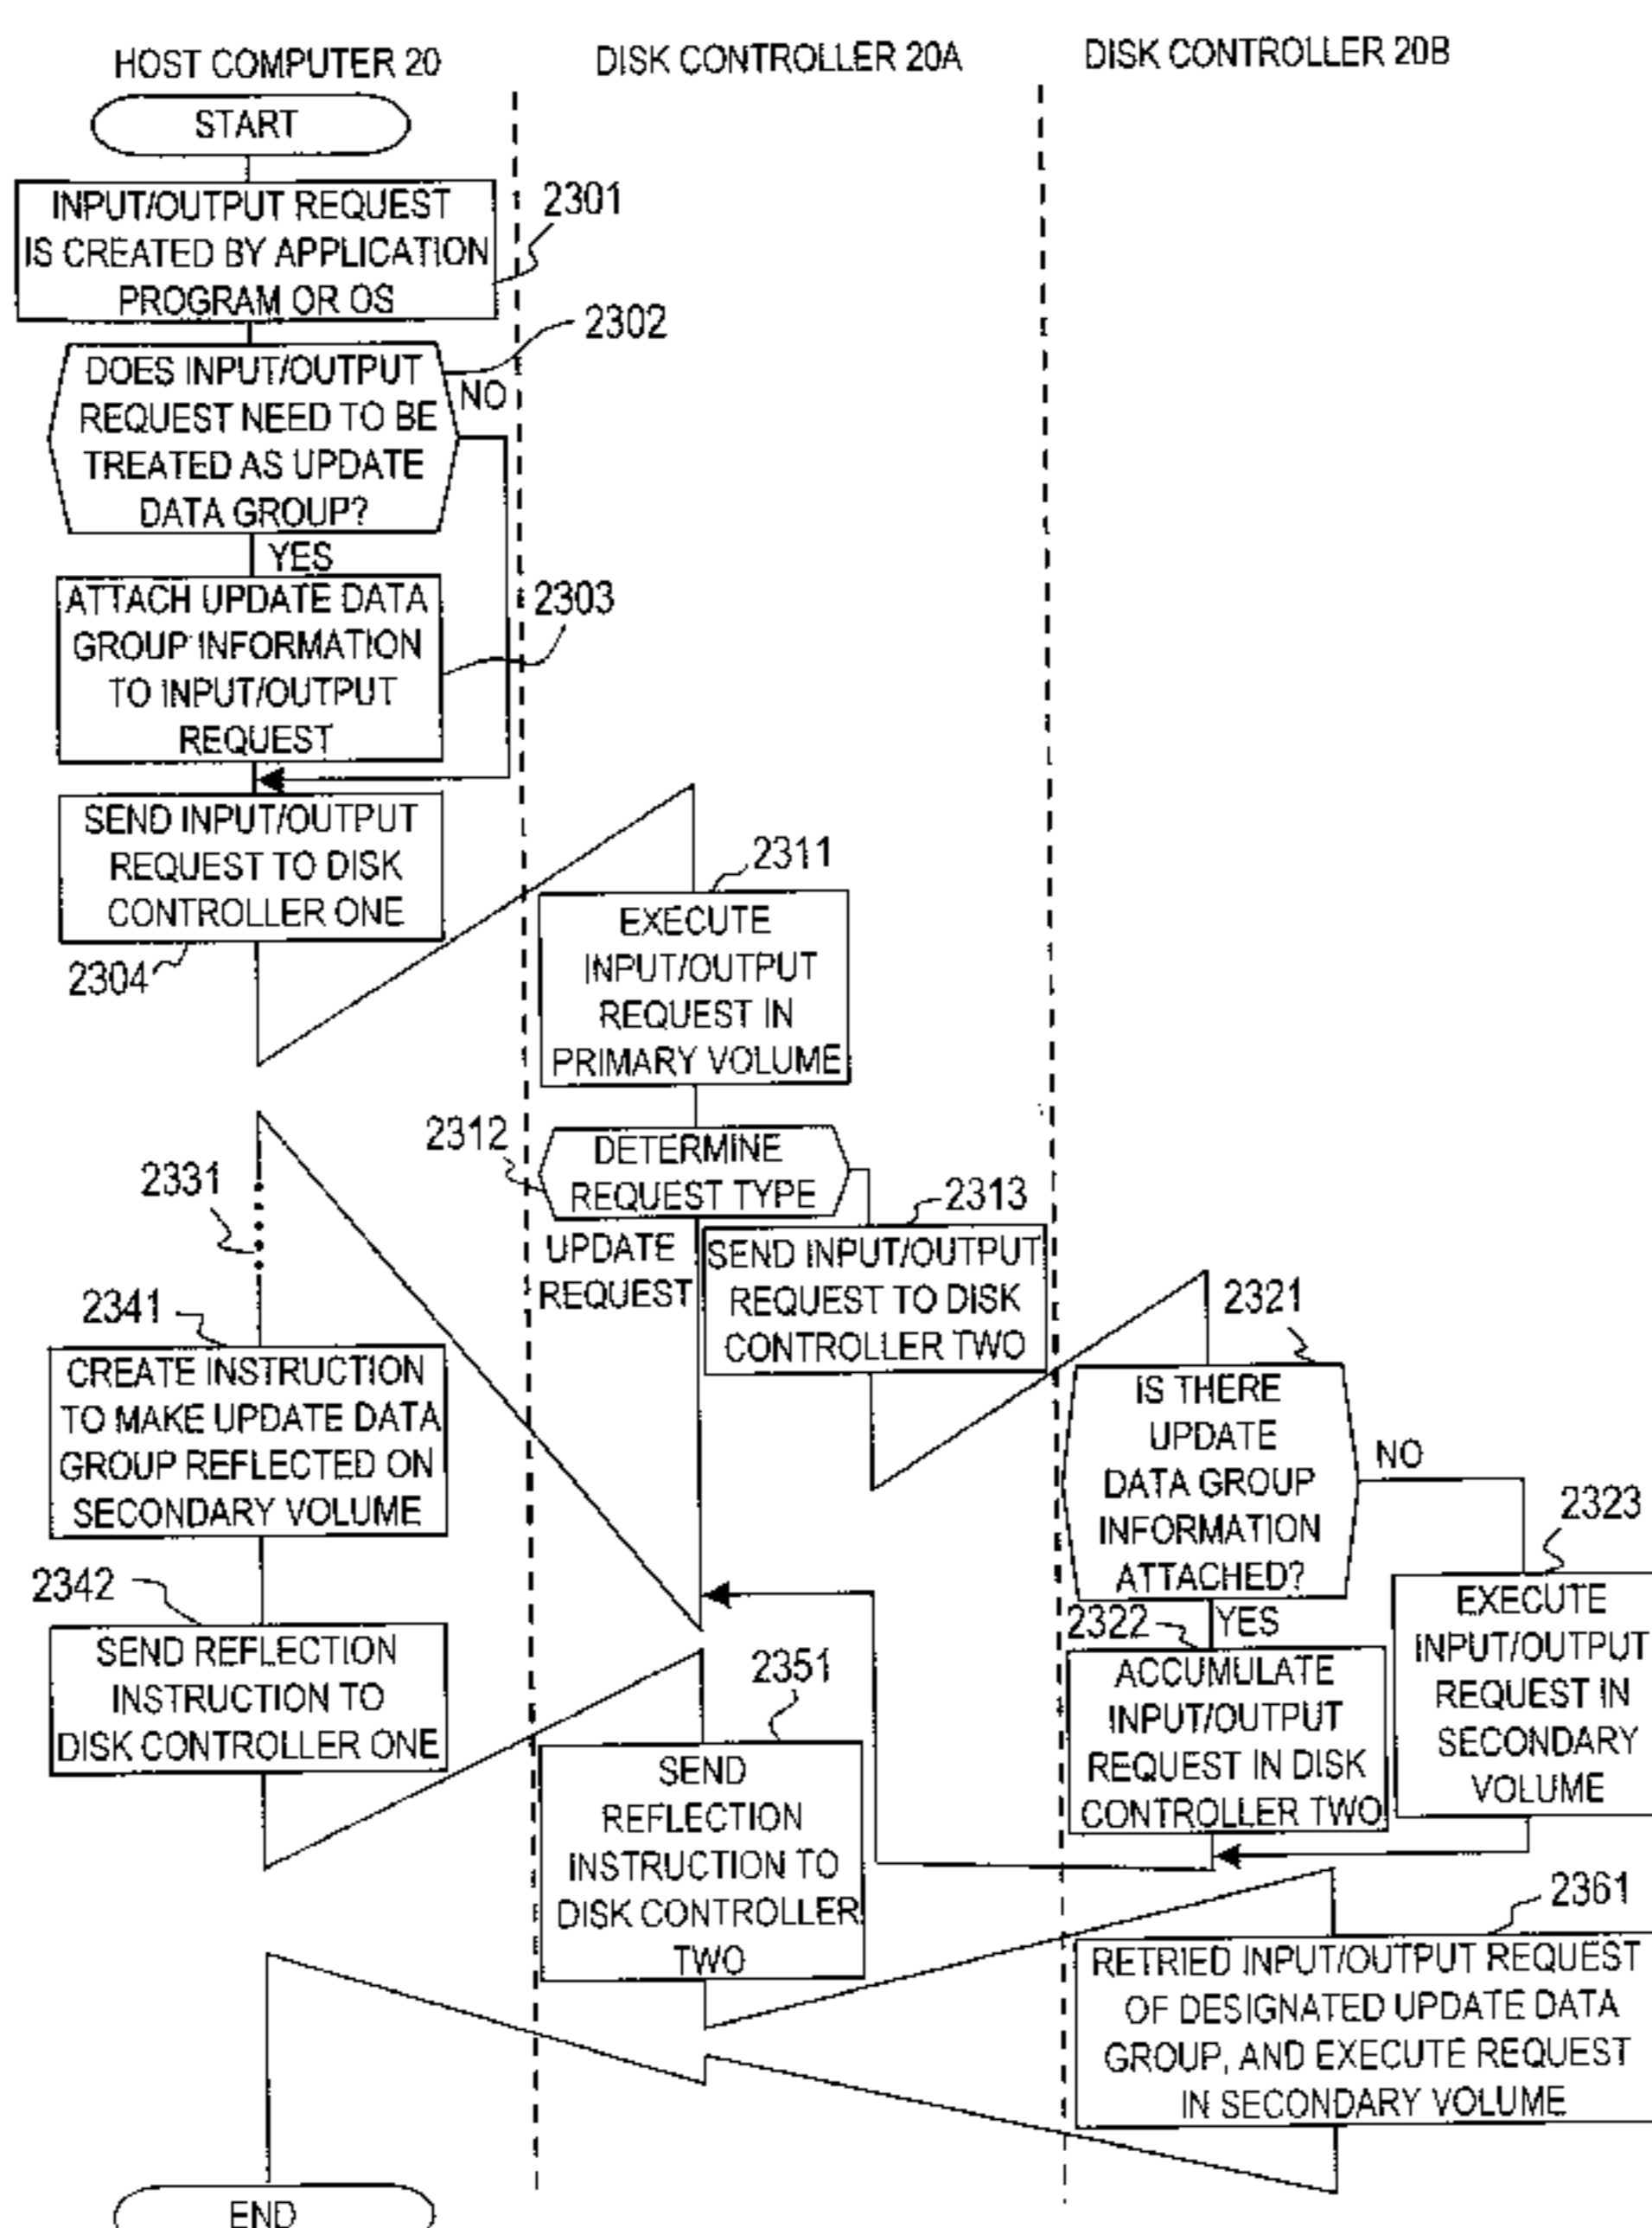 HOST COMPUTER 20
DISK CONTROLLER 20A
DISK CONTROLLER 20B
START
INPUT/OUTPUT REQUEST
IS CREATED BY APPLICATION
PROGRAM OR OS
2301
DOES INPUT/OUTPUT
REQUEST NEED TO BE
TREATED AS UPDATE
DATA GROUP?
2302
NO
YES
ATTACH UPDATE DATA
GROUP INFORMATION
TO INPUT/OUTPUT
REQUEST
2303
SEND INPUT/OUTPUT
REQUEST TO DISK
CONTROLLER ONE
2304
2311
EXECUTE
INPUT/OUTPUT
REQUEST IN
PRIMARY VOLUME
2312
DETERMINE
REQUEST TYPE
UPDATE
REQUEST
2313
SEND INPUT/OUTPUT
REQUEST TO DISK
CONTROLLER TWO
2321
IS THERE
UPDATE
DATA GROUP
INFORMATION
ATTACHED?
NO
YES
2322
ACCUMULATE
INPUT/OUTPUT
REQUEST IN DISK
CONTROLLER TWO
2323
EXECUTE
INPUT/OUTPUT
REQUEST IN
SECONDARY
VOLUME
2331
2341
CREATE INSTRUCTION
TO MAKE UPDATE DATA
GROUP REFLECTED ON
SECONDARY VOLUME
2342
SEND REFLECTION
INSTRUCTION TO
DISK CONTROLLER ONE
2351
SEND
REFLECTION
INSTRUCTION TO
DISK CONTROLLER
TWO
2361
RETRIED INPUT/OUTPUT REQUEST
OF DESIGNATED UPDATE DATA
GROUP, AND EXECUTE REQUEST
IN SECONDARY VOLUME
END